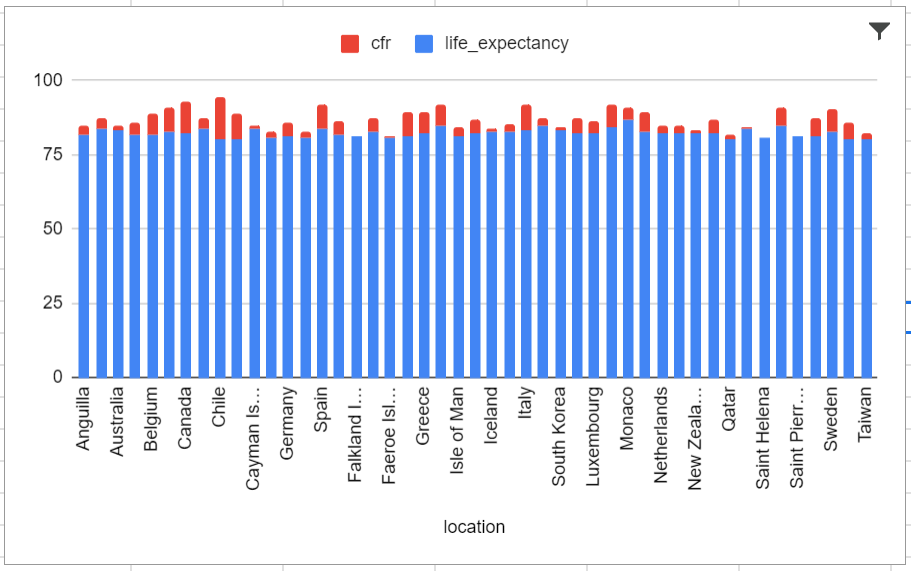 cfr life_expectancy
100
75
50
25
0
Anguilla
Australia
Belgium
Canada
Chile
Cayman Is...
Germany
Spain
Falkland I...
Faeroe Isl...
Greece
Isle of Man
Iceland
Italy
South Korea
Luxembourg
Monaco
Netherlands
New Zeala...
Qatar
Saint Helena
Saint Pierr...
Sweden
Taiwan
location